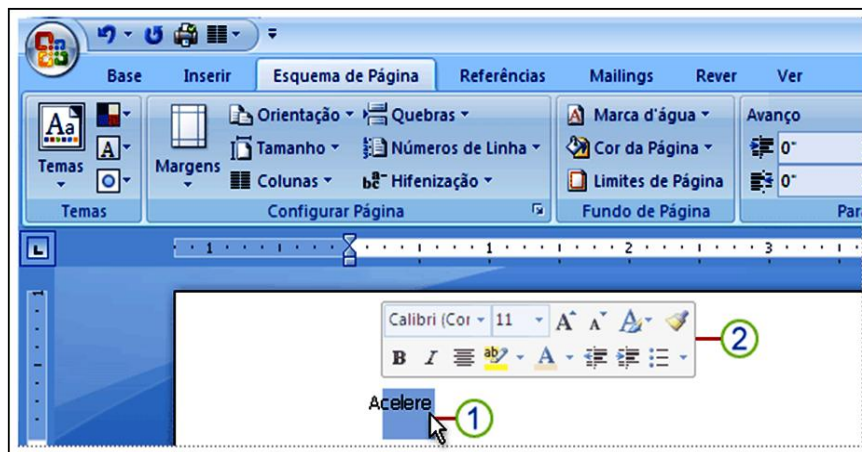 Base Inserir Esquema de Página Referências Mailings Rever Ver
Orientação Quebras Marca d'água Avanço
Temas Margens Tamanho Números de Linha Cor da Página 0"
Colunas Hifenização Limites de Página 0"
Temas Configurar Página Fundo de Página Par
1 1 2 3
1
Calibri (Cor 11
2
Acelere
1